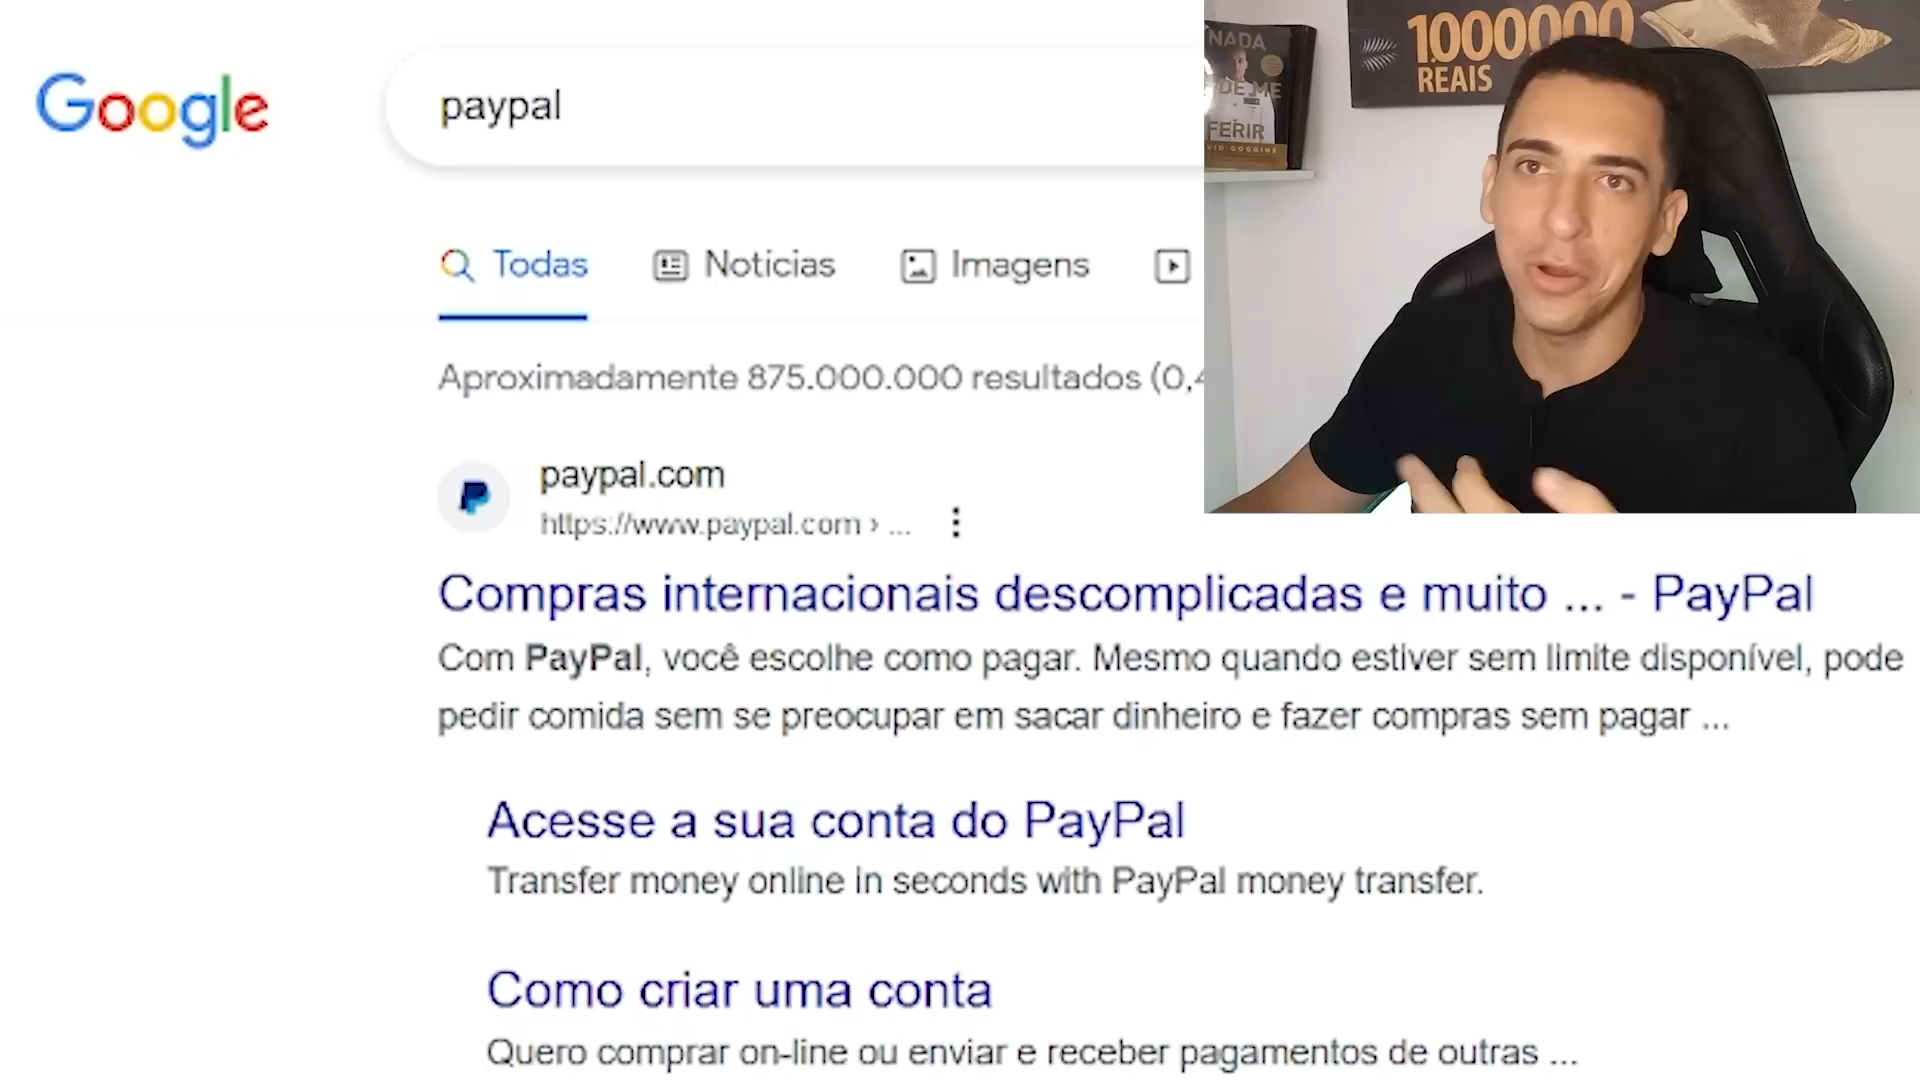 Google
paypal
Todas
Notícias
Imagens
Aproximadamente 875.000.000 resultados (0,4
paypal.com
https://www.paypal.com › ...
Compras internacionais descomplicadas e muito ... - PayPal
Com PayPal, você escolhe como pagar. Mesmo quando estiver sem limite disponível, pode
pedir comida sem se preocupar em sacar dinheiro e fazer compras sem pagar ...
Acesse a sua conta do PayPal
Transfer money online in seconds with PayPal money transfer.
Como criar uma conta
Quero comprar on-line ou enviar e receber pagamentos de outras ...
NADA
DE ME
FERIR
VID GOGGINS
1000000
REAIS